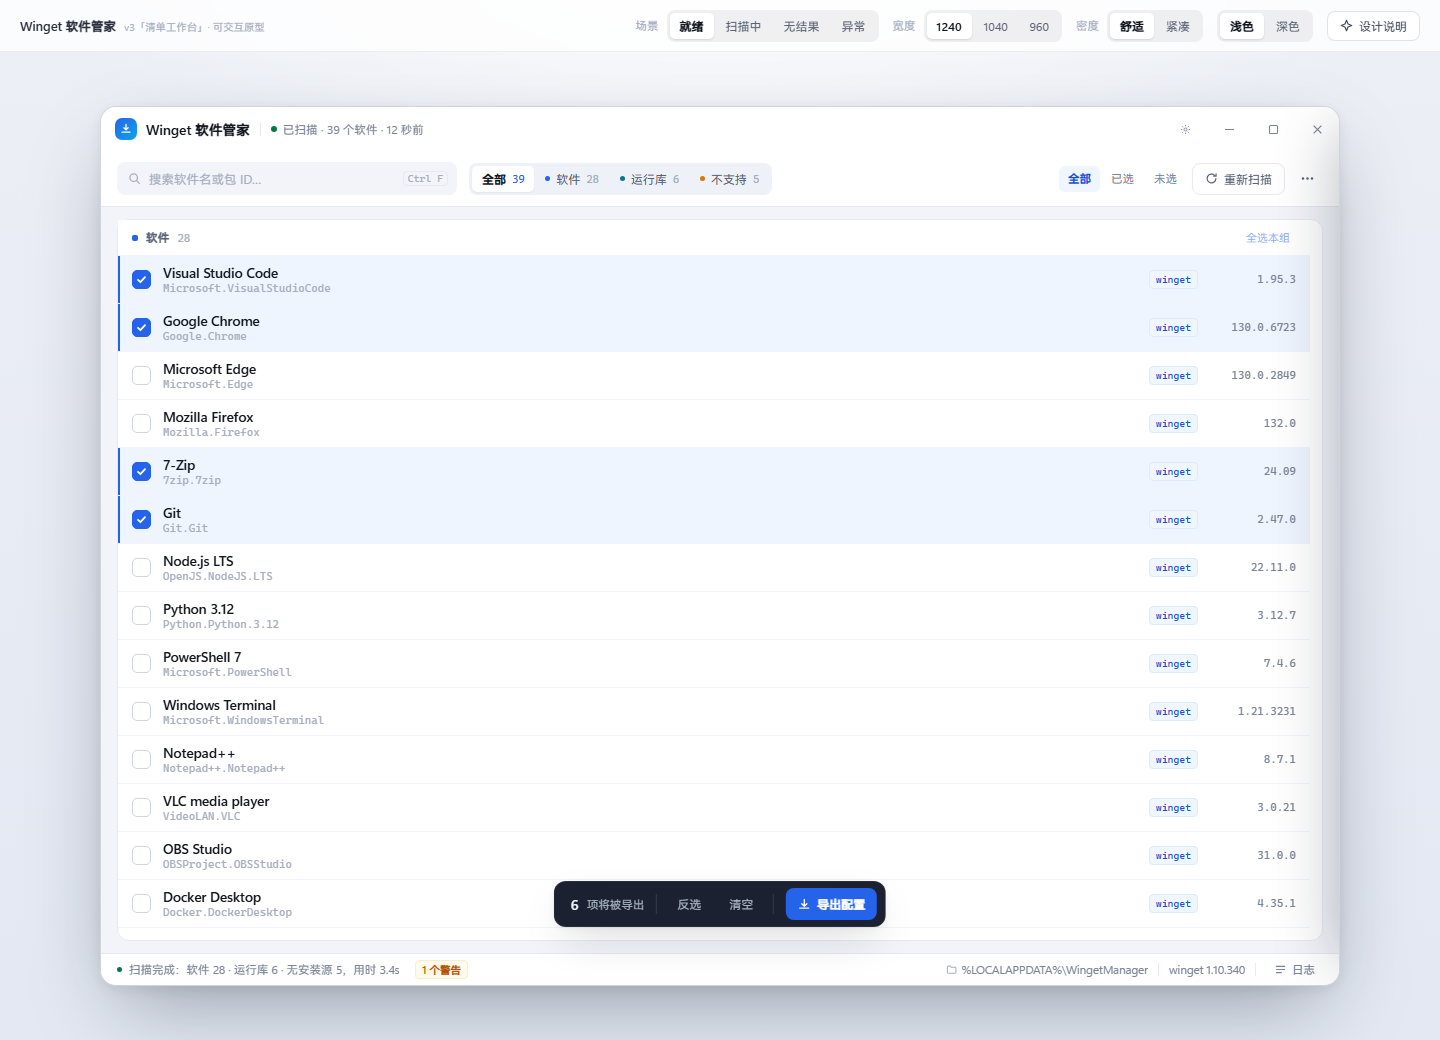 Winget 软件管家 v3「清单工作台」· 可交互原型 场景 就绪 扫描中 无结果 异常 宽度 1240 1040 960 密度 舒适 紧凑 浅色 深色 设计说明
Winget 软件管家 已扫描 · 39 个软件 · 12 秒前
搜索软件名或包 ID... Ctrl F 全部 39 软件 28 运行库 6 不支持 5 全部 已选 未选 重新扫描
软件 28 全选本组
Visual Studio Code
Microsoft.VisualStudioCode winget 1.95.3
Google Chrome
Google.Chrome winget 130.0.6723
Microsoft Edge
Microsoft.Edge winget 130.0.2849
Mozilla Firefox
Mozilla.Firefox winget 132.0
7-Zip
7zip.7zip winget 24.09
Git
Git.Git winget 2.47.0
Node.js LTS
OpenJS.NodeJS.LTS winget 22.11.0
Python 3.12
Python.Python.3.12 winget 3.12.7
PowerShell 7
Microsoft.PowerShell winget 7.4.6
Windows Terminal
Microsoft.WindowsTerminal winget 1.21.3231
Notepad++
Notepad++.Notepad++ winget 8.7.1
VLC media player
VideoLAN.VLC winget 3.0.21
OBS Studio
OBSProject.OBSStudio winget 31.0.0
Docker Desktop
Docker.DockerDesktop winget 4.35.1
6 项将被导出 反选 清空 导出配置
扫描完成：软件 28 · 运行库 6 · 无安装源 5，用时 3.4s 1 个警告 %LOCALAPPDATA%\WingetManager winget 1.10.340 日志